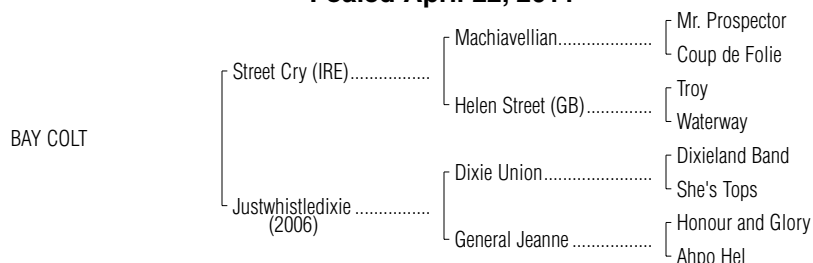 Foaled April 22, 2011
Mr. Prospector
Machiavellian.....................
Coup de Folie
Street Cry (IRE)..................
Troy
Helen Street (GB)..............
Waterway
BAY COLT
Dixieland Band
Dixie Union........................
She's Tops
Justwhistledixie .................
(2006)
Honour and Glory
General Jeanne ..................
Ahpo Hel